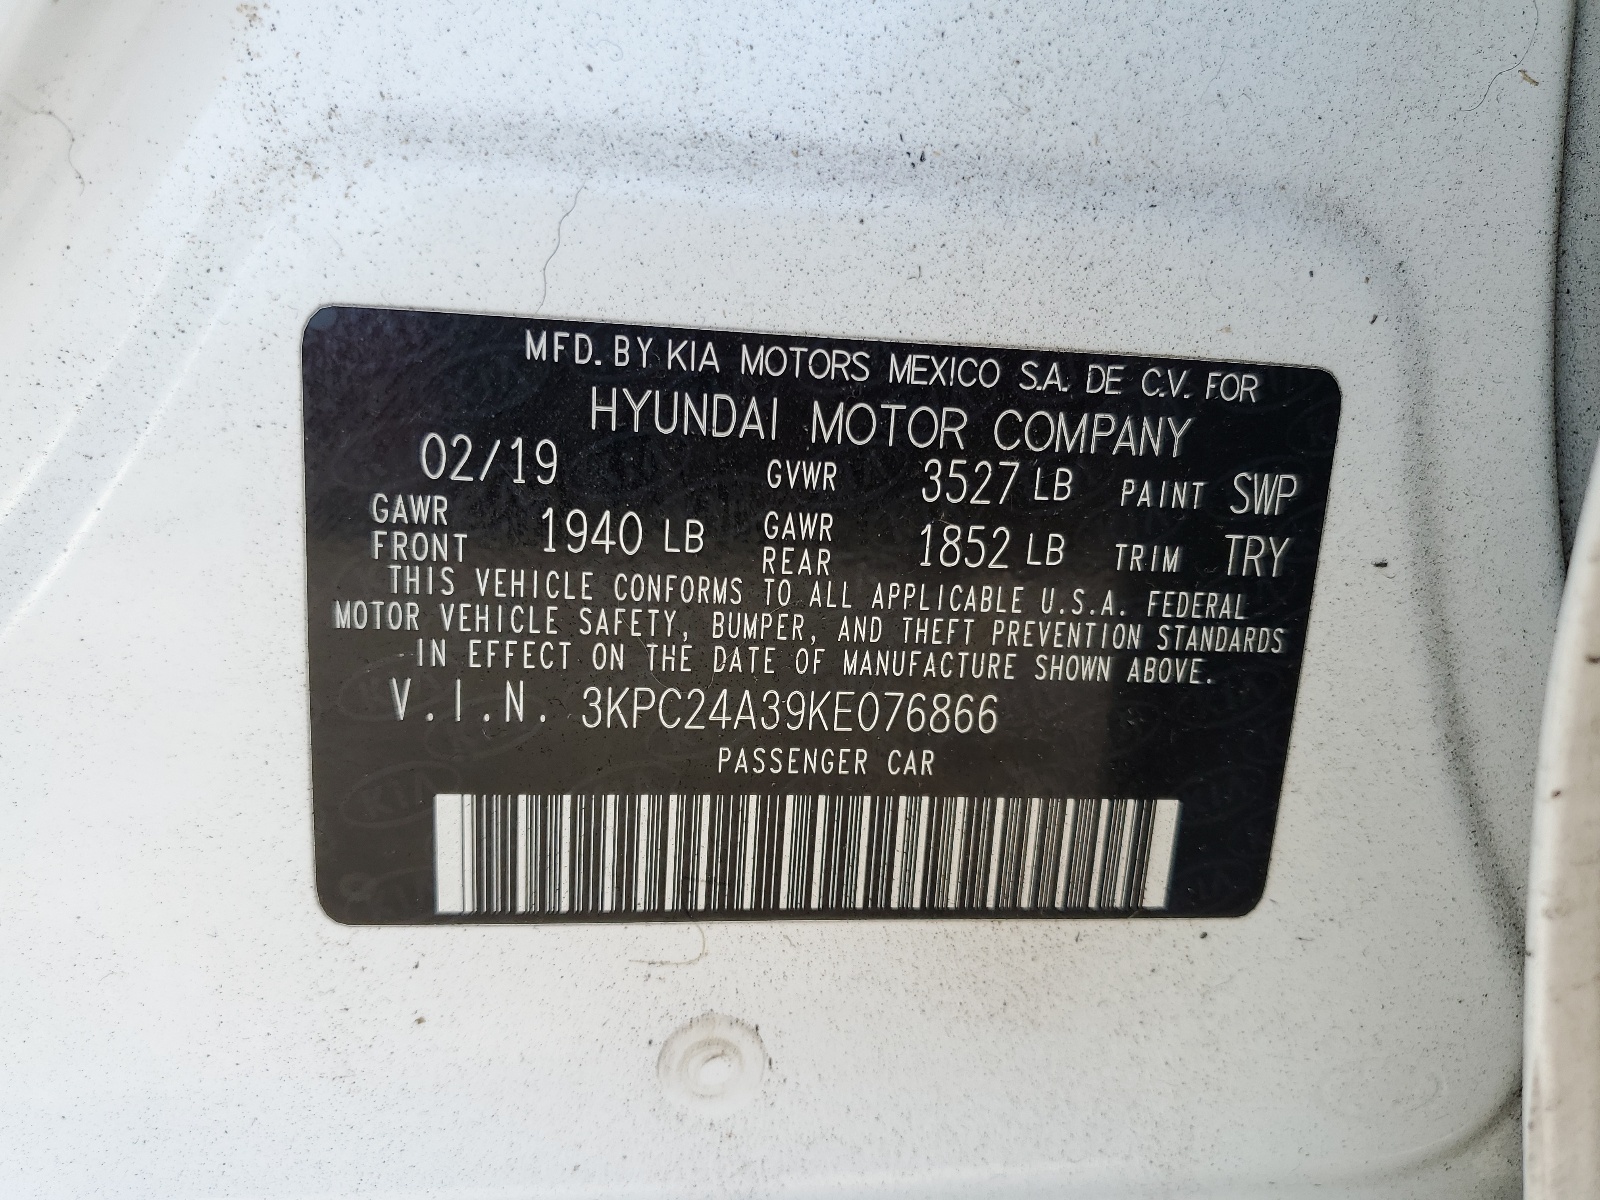 MFD. BY KIA MOTORS MEXICO S.A. DE C.V. FOR
HYUNDAI MOTOR COMPANY
02/19 GVWR 3527 LB PAINT SWP
GAWR FRONT 1940 LB GAWR REAR 1852 LB TRIM TRY
THIS VEHICLE CONFORMS TO ALL APPLICABLE U.S.A. FEDERAL
MOTOR VEHICLE SAFETY, BUMPER, AND THEFT PREVENTION STANDARDS
IN EFFECT ON THE DATE OF MANUFACTURE SHOWN ABOVE.
V.I.N. 3KPC24A39KE076866
PASSENGER CAR